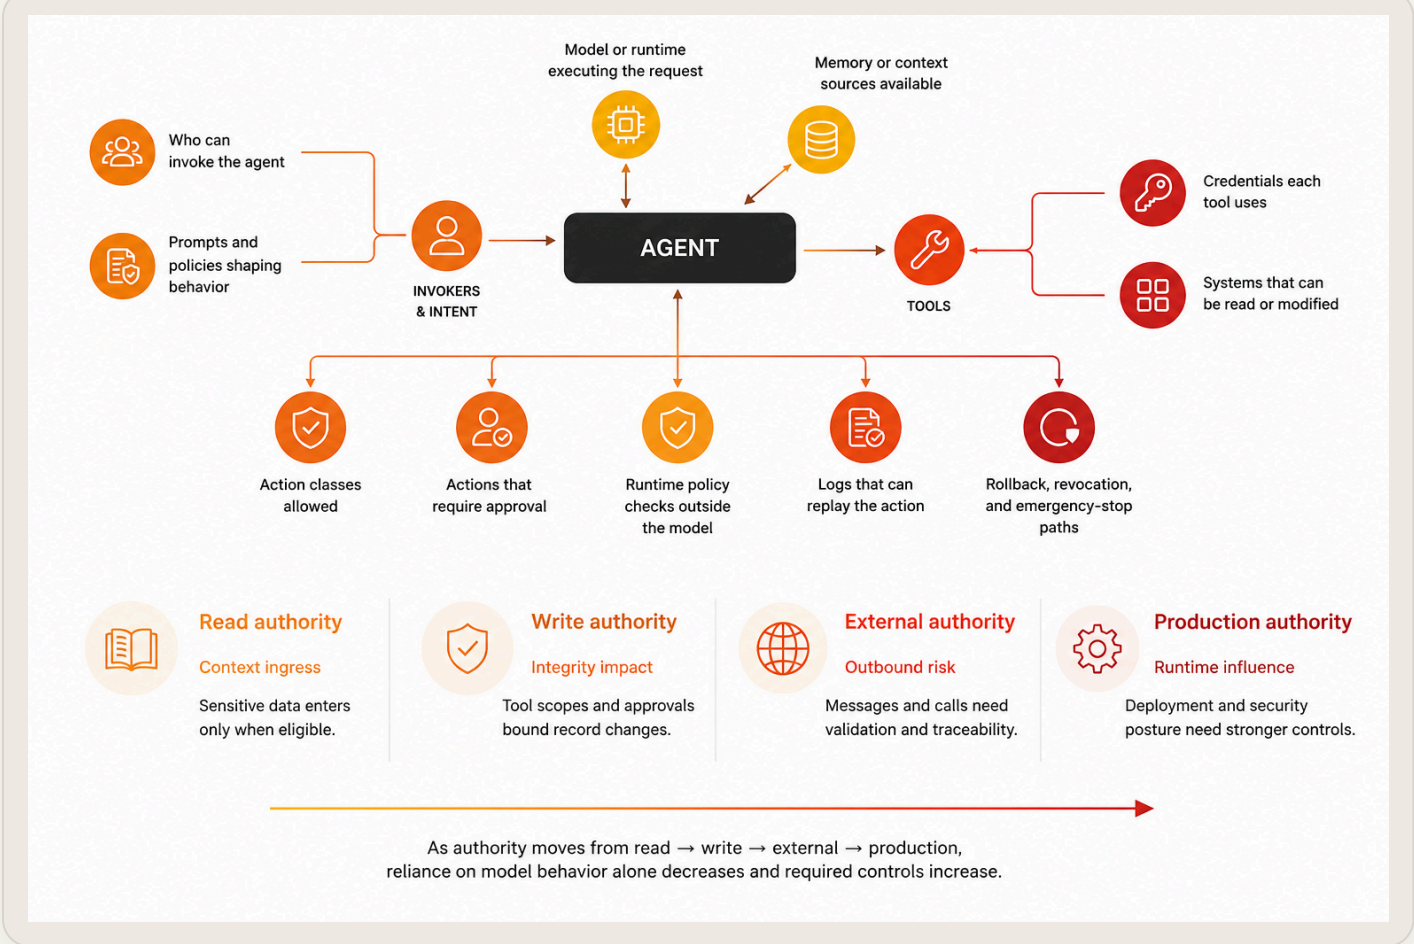 Model or runtime
executing the request
Memory or context
sources available
Who can
invoke the agent
Prompts and
policies shaping
behavior
INVOKERS
& INTENT
AGENT
TOOLS
Credentials each
tool uses
Systems that can
be read or modified
Action classes
allowed
Actions that
require approval
Runtime policy
checks outside
the model
Logs that can
replay the action
Rollback, revocation,
and emergency-stop
paths
Read authority
Context ingress
Sensitive data enters
only when eligible.
Write authority
Integrity impact
Tool scopes and approvals
bound record changes.
External authority
Outbound risk
Messages and calls need
validation and traceability.
Production authority
Runtime influence
Deployment and security
posture need stronger controls.
As authority moves from read → write → external → production,
reliance on model behavior alone decreases and required controls increase.